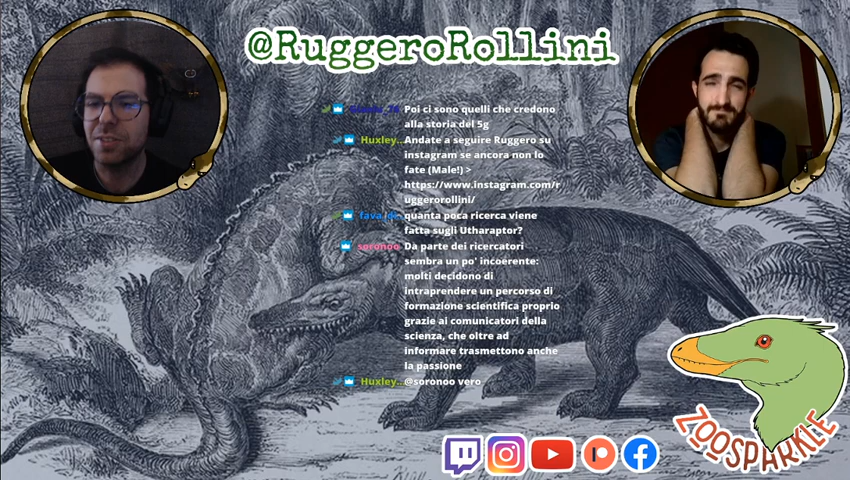 @RuggeroRollini
Poi ci sono quelli che credono
alla storia del 5g
Huxley... Andate a seguire Ruggero su
instagram se ancora non lo
fate (Male!) >
https://www.instagram.com/r
uggerorollini/
quanta poca ricerca viene
fatta sugli Utharaptor?
soronoo Da parte dei ricercatori
sembra un po' incoerente:
molti decidono di
intraprendere un percorso di
formazione scientifica proprio
grazie ai comunicatori della
scienza, che oltre ad
informare trasmettono anche
la passione
Huxley... @soronoo vero
ZOOSPARKLE